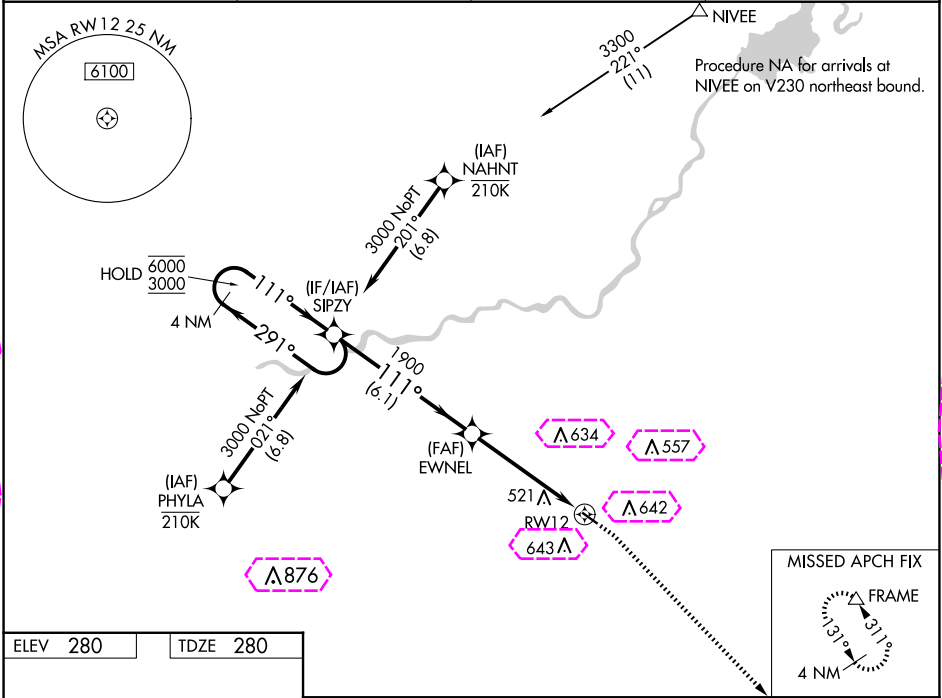 MSA RW12 25 NM
6100
NIVEE
3300
221°
(11)
Procedure NA for arrivals at
NIVEE on V230 northeast bound.
(IAF)
NAHNT
210K
3000 NoPT
201°
(6.8)
HOLD
6000
3000
4 NM
111°
291°
(IF/IAF)
SIPZY
1900
111°
(6.1)
3000 NoPT
021°
(6.8)
(IAF)
PHYLA
210K
(FAF)
EWNEL
634
557
521
642
RW12
643
876
MISSED APCH FIX
FRAME
131°
311°
4 NM
ELEV 280
TDZE 280